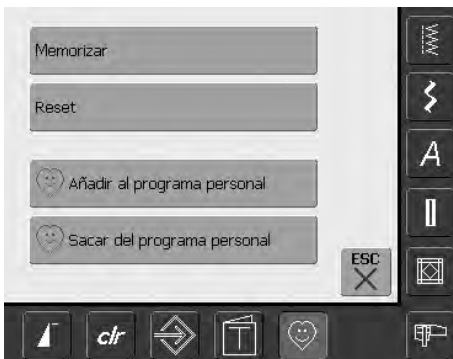 Memorizar
Reset
Añadir al programa personal
Sacar del programa personal
ESC
A
clr
T